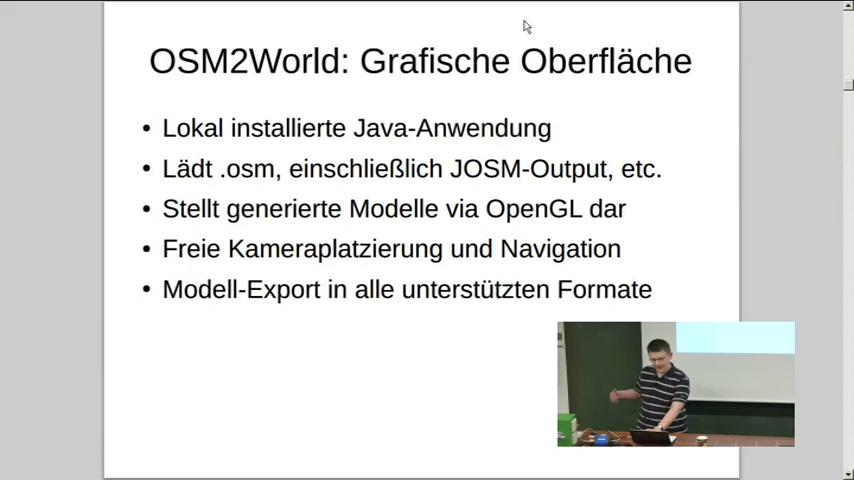 OSM2World: Grafische Oberfläche
• Lokal installierte Java-Anwendung
• Lädt .osm, einschließlich JOSM-Output, etc.
• Stellt generierte Modelle via OpenGL dar
• Freie Kameraplatzierung und Navigation
• Modell-Export in alle unterstützten Formate